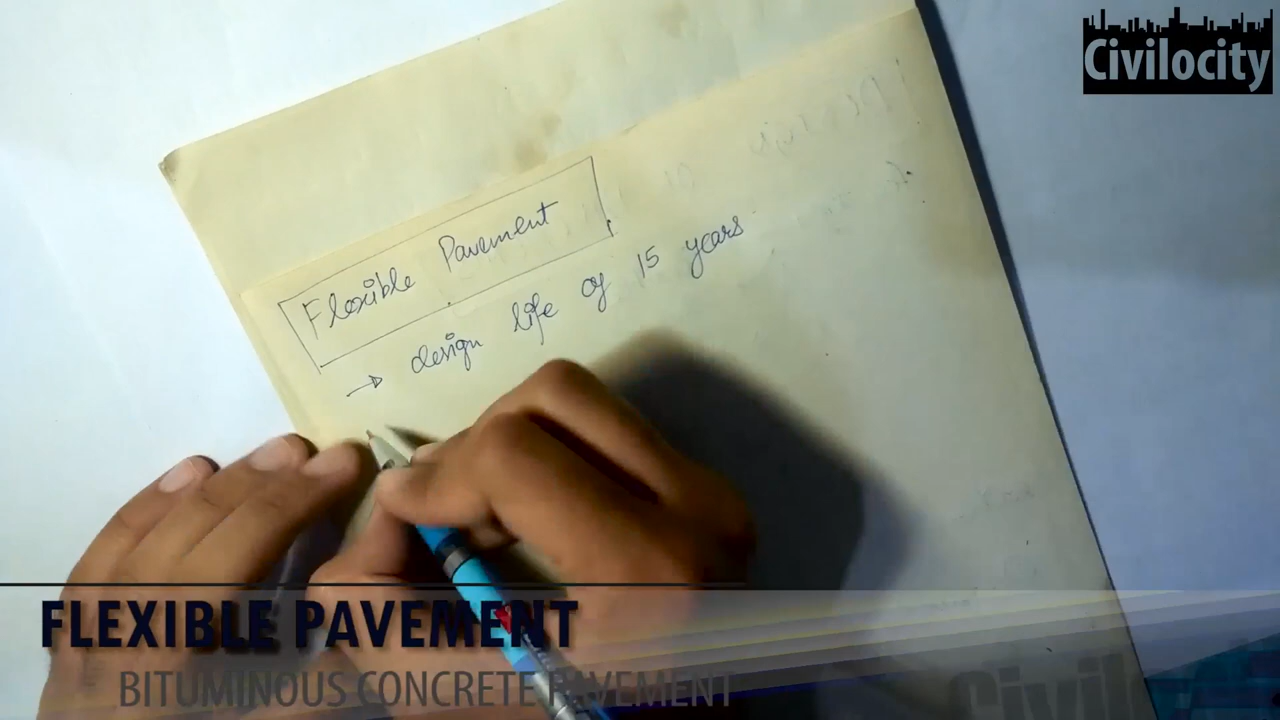 Civilocity
Flexible Pavement
→ design life of 15 years
FLEXIBLE PAVEMENT
BITUMINOUS CONCRETE PAVEMENT